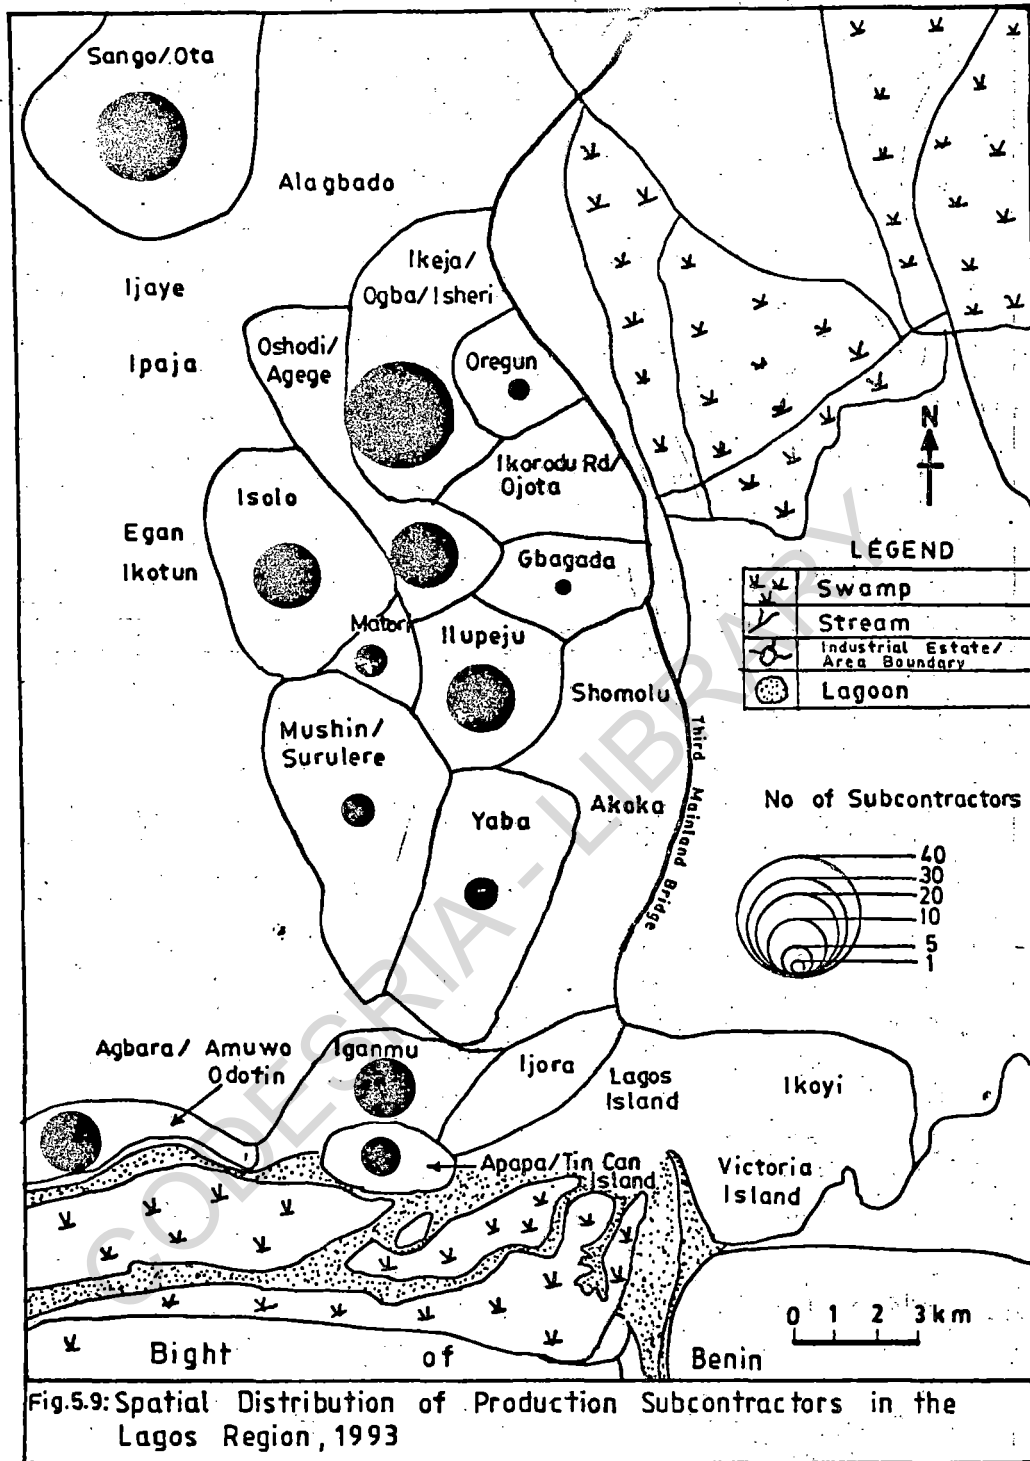 Sango/Ota
Alagbado
Ijaye
Ikeja/
Ogba/Isheri
Oshodi/
Agege
Ipaja
Oregun
N
Isolo
Ikorodu Rd/
Ojota
Egan
Ikotun
Gbagada
LEGEND
Swamp
Stream
Industrial Estate/
Area Boundary
Lagoon
Matori
Ilupeju
Shomolu
Mushin/
Surulere
Third Mainland Bridge
Yaba
Akoka
No of Subcontractors
40
30
20
10
5
1
Agbara/ Amuwo
Odofin
Iganmu
Ijora
Lagos
Island
Ikoyi
Apapa/Tin Can
Island
Victoria
Island
0 1 2 3km
Bight of Benin
Fig.5.9: Spatial Distribution of Production Subcontractors in the
Lagos Region, 1993
CODESRIA - LIBRARY